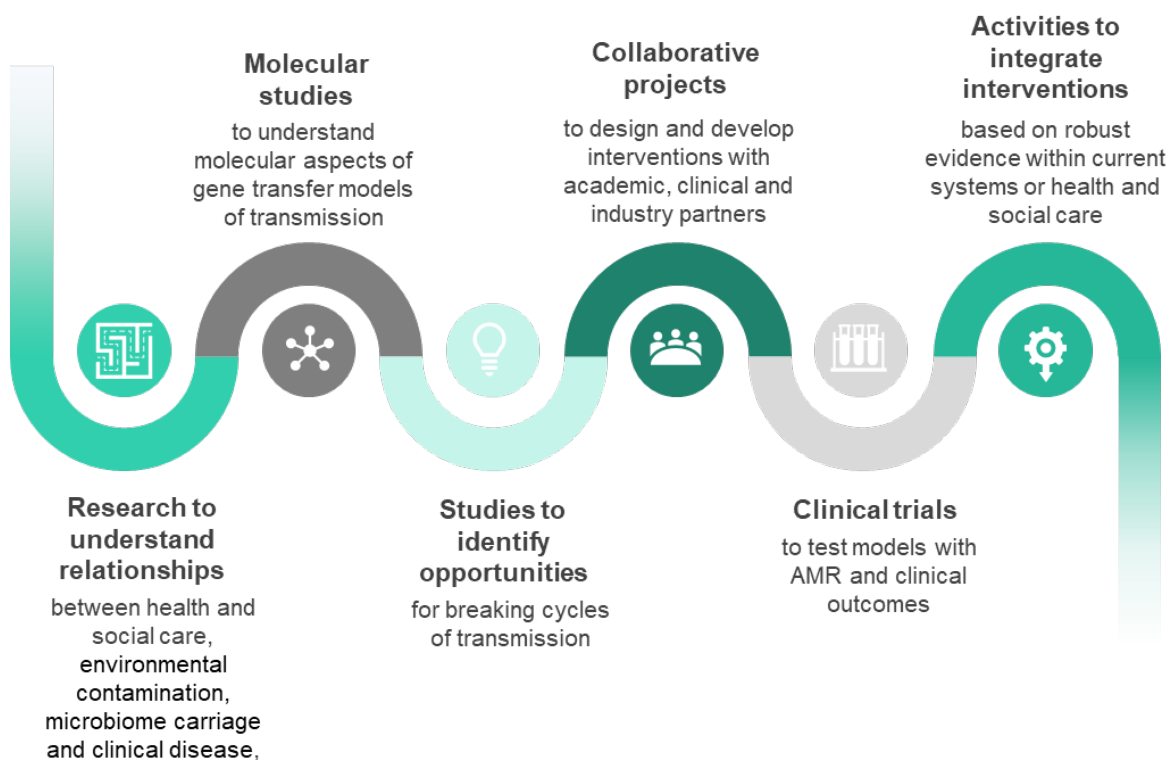 Research to
understand
relationships
between health and
social care,
environmental
contamination,
microbiome carriage
and clinical disease,
Molecular
studies
to understand
molecular aspects of
gene transfer models
of transmission
Studies to
identify
opportunities
for breaking cycles
of transmission
Collaborative
projects
to design and develop
interventions with
academic, clinical and
industry partners
Clinical trials
to test models with
AMR and clinical
outcomes
Activities to
integrate
interventions
based on robust
evidence within current
systems or health and
social care